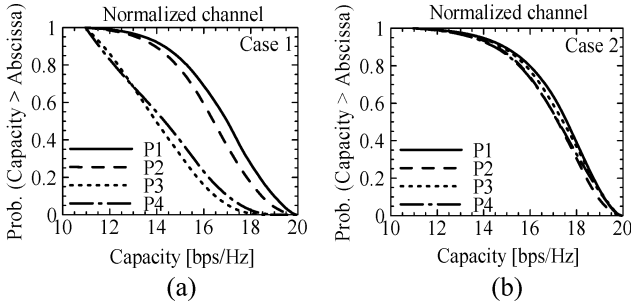 Normalized channel
Prob. (Capacity > Abscissa)
1
0.8
0.6
0.4
0.2
0
Case 1
P1
P2
P3
P4
10 12 14 16 18 20
Capacity [bps/Hz]
(a)
Normalized channel
Prob. (Capacity > Abscissa)
1
0.8
0.6
0.4
0.2
0
Case 2
P1
P2
P3
P4
10 12 14 16 18 20
Capacity [bps/Hz]
(b)